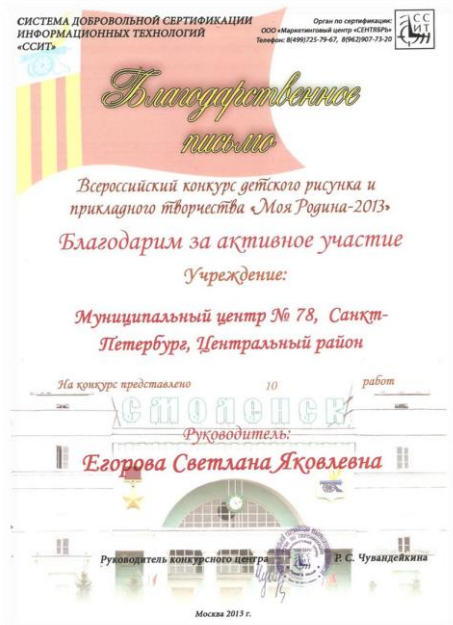 СИСТЕМА ДОБРОВОЛЬНОЙ СЕРТИФИКАЦИИ
ИНФОРМАЦИОННЫХ ТЕХНОЛОГИЙ
«ССИТ»
Орган по сертификации:
ООО «Маркетинговый центр «СЕНТЯБРЬ»
Телефон: 8(499)725-79-67, 8(962)907-73-20
СС
ИТ
Благодарственное
письмо
Всероссийский конкурс детского рисунка и
прикладного творчества «Моя Родина-2013»
Благодарим за активное участие
Учреждение:
Муниципальный центр № 78, Санкт-
Петербург, Центральный район
На конкурс представлено 10 работ
СМОЛЕНСК
Руководитель:
Егорова Светлана Яковлевна
Руководитель конкурсного центра Р. С. Чувандейкина
Москва 2013 г.